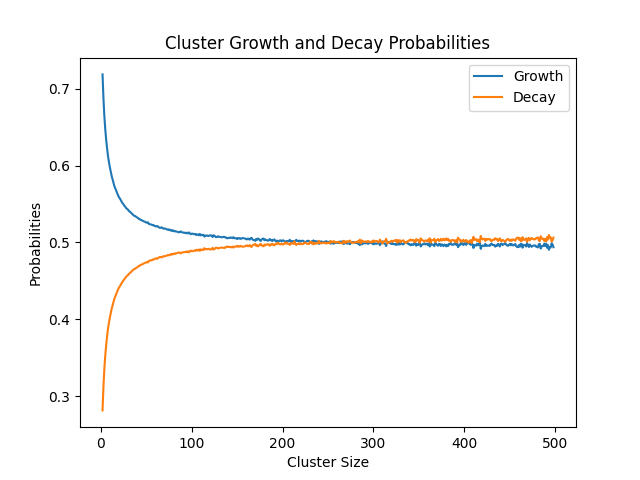 Cluster Growth and Decay Probabilities
Growth
Decay
0.7
0.6
0.5
0.4
0.3
Probabilities
0
100
200
300
400
500
Cluster Size